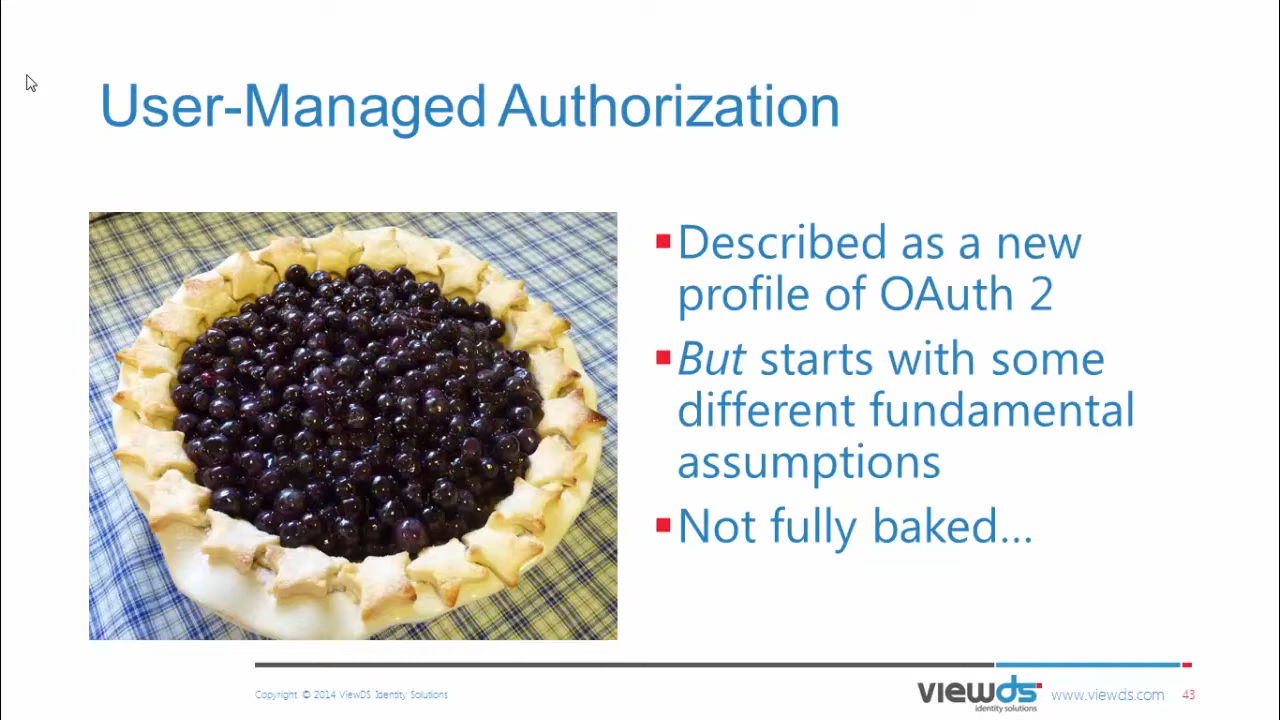 User-Managed Authorization
Described as a new
profile of OAuth 2
But starts with some
different fundamental
assumptions
Not fully baked...
Copyright © 2014 ViewDS Identity Solutions
viewds
identity solutions
www.viewds.com
43